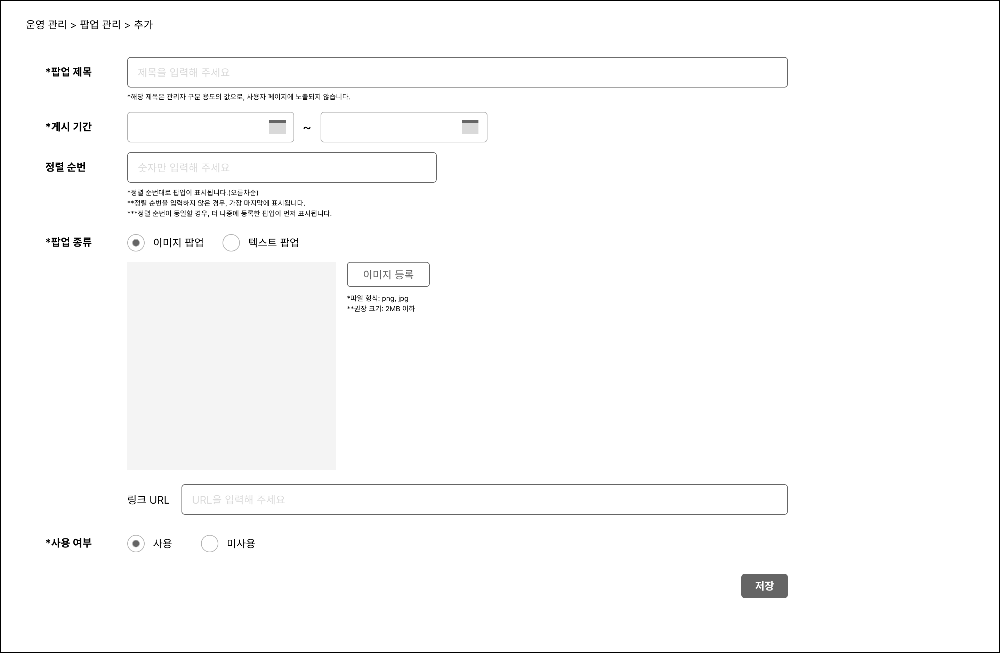 운영 관리 > 팝업 관리 > 추가
*팝업 제목
제목을 입력해 주세요
*해당 제목은 관리자 구분 용도의 값으로, 사용자 페이지에 노출되지 않습니다.
*게시 기간
~
정렬 순번
숫자만 입력해 주세요
*정렬 순번대로 팝업이 표시됩니다.(오름차순)
**정렬 순번을 입력하지 않은 경우, 가장 마지막에 표시됩니다.
***정렬 순번이 동일할 경우, 더 나중에 등록한 팝업이 먼저 표시됩니다.
*팝업 종류
이미지 팝업 텍스트 팝업
이미지 등록
*파일 형식: png, jpg
**권장 크기: 2MB 이하
링크 URL
URL을 입력해 주세요
*사용 여부
사용 미사용
저장